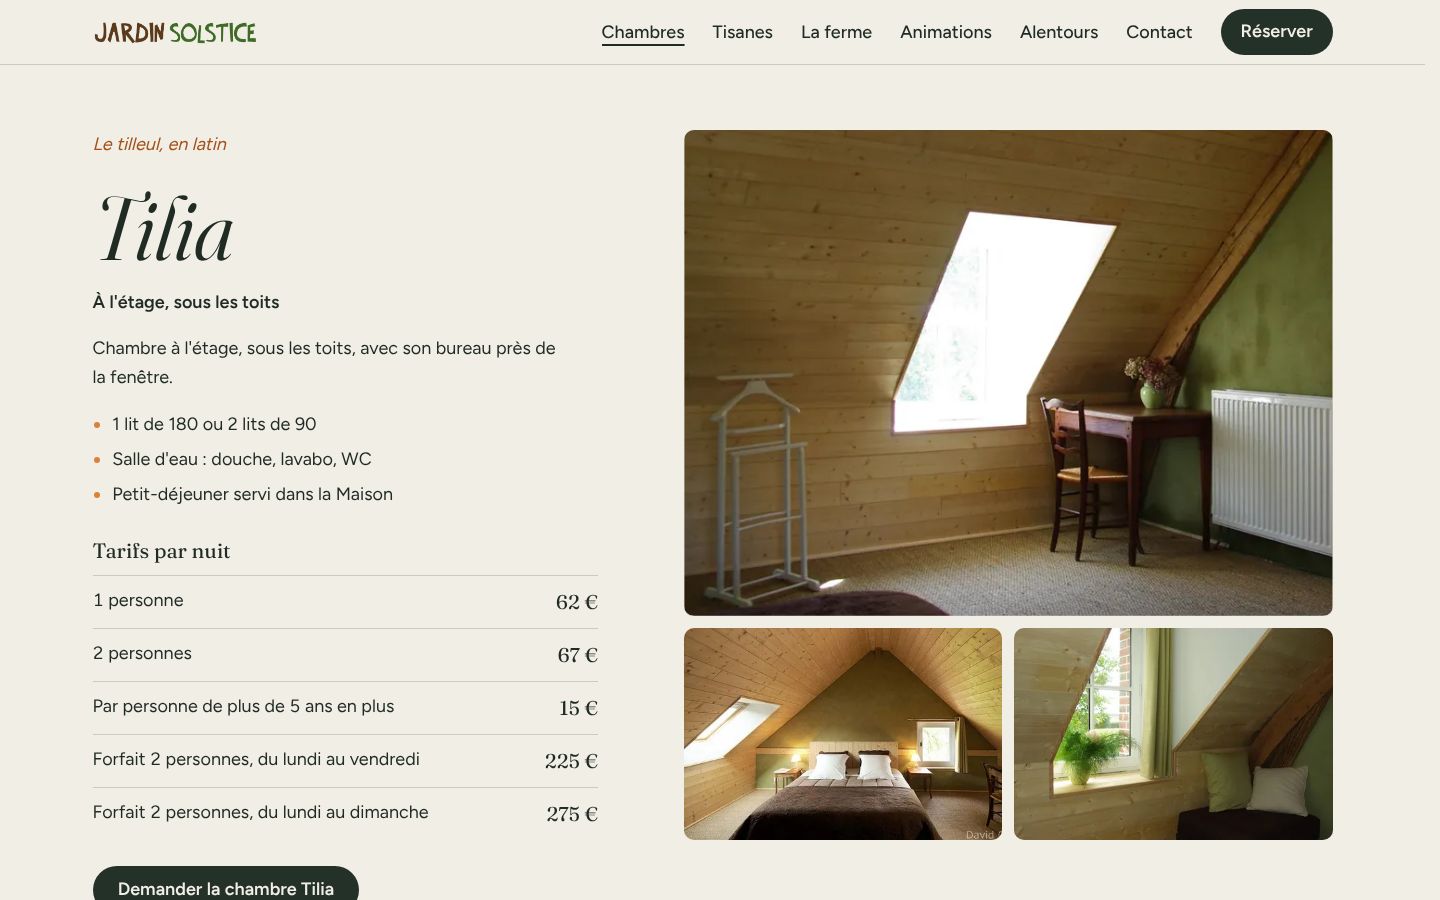 JARDIN SOLSTICE
Chambres
Tisanes
La ferme
Animations
Alentours
Contact
Réserver
Le tilleul, en latin
Tilia
À l'étage, sous les toits
Chambre à l'étage, sous les toits, avec son bureau près de
la fenêtre.
1 lit de 180 ou 2 lits de 90
Salle d'eau : douche, lavabo, WC
Petit-déjeuner servi dans la Maison
Tarifs par nuit
1 personne 62 €
2 personnes 67 €
Par personne de plus de 5 ans en plus 15 €
Forfait 2 personnes, du lundi au vendredi 225 €
Forfait 2 personnes, du lundi au dimanche 275 €
Demander la chambre Tilia
David